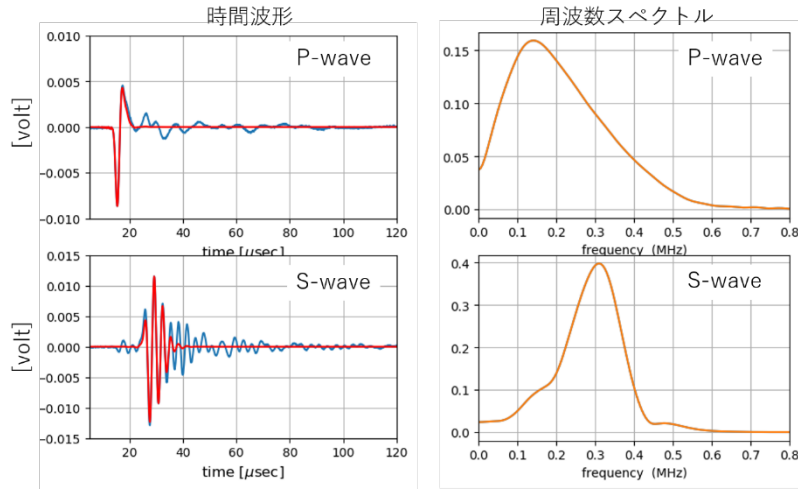 時間波形
周波数スペクトル
0.010
0.005
0.000
−0.005
−0.010
[volt]
P-wave
0 20 40 60 80 100 120
time [μsec]
0.15
0.10
0.05
0.00
P-wave
0.0 0.1 0.2 0.3 0.4 0.5 0.6 0.7 0.8
frequency (MHz)
0.015
0.010
0.005
0.000
−0.005
−0.010
−0.015
[volt]
S-wave
20 40 60 80 100 120
time [μsec]
0.4
0.3
0.2
0.1
0.0
S-wave
0.0 0.1 0.2 0.3 0.4 0.5 0.6 0.7 0.8
frequency (MHz)